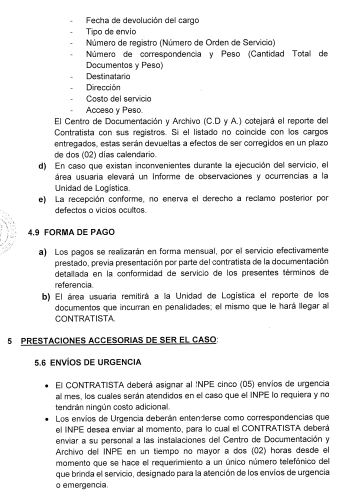 - Fecha de devolución del cargo
- Tipo de envío
- Número de registro (Número de Orden de Servicio)
- Número de correspondencia y Peso (Cantidad Total de
Documentos y Peso)
- Destinatario
- Dirección
- Costo del servicio
- Acceso y Peso.
El Centro de Documentación y Archivo (C.D y A.) cotejará el reporte del
Contratista con sus registros. Si el listado no coincide con los cargos
entregados, estas serán devueltas a efectos de ser corregidos en un plazo
de dos (02) días calendario.
d) En caso que existan inconvenientes durante la ejecución del servicio, el
área usuaria elevará un Informe de observaciones y ocurrencias a la
Unidad de Logística.
e) La recepción conforme, no enerva el derecho a reclamo posterior por
defectos o vicios ocultos.
4.9 FORMA DE PAGO
a) Los pagos se realizarán en forma mensual, por el servicio efectivamente
prestado, previa presentación por parte del contratista de la documentación
detallada en la conformidad de servicio de los presentes términos de
referencia.
b) El área usuaria remitirá a la Unidad de Logística el reporte de los
documentos que incurran en penalidades; el mismo que le hará llegar al
CONTRATISTA.
5 PRESTACIONES ACCESORIAS DE SER EL CASO:
5.6 ENVÍOS DE URGENCIA
• El CONTRATISTA deberá asignar al INPE cinco (05) envíos de urgencia
al mes, los cuales serán atendidos en el caso que el INPE lo requiera y no
tendrán ningún costo adicional.
• Los envíos de Urgencia deberán entenderse como correspondencias que
el INPE desea enviar al momento, para lo cual el CONTRATISTA deberá
enviar a su personal a las instalaciones del Centro de Documentación y
Archivo del INPE en un tiempo no mayor a dos (02) horas desde el
momento que se hace el requerimiento a un único número telefónico del
que brinda el servicio, designado para la atención de los envíos de urgencia
o emergencia.